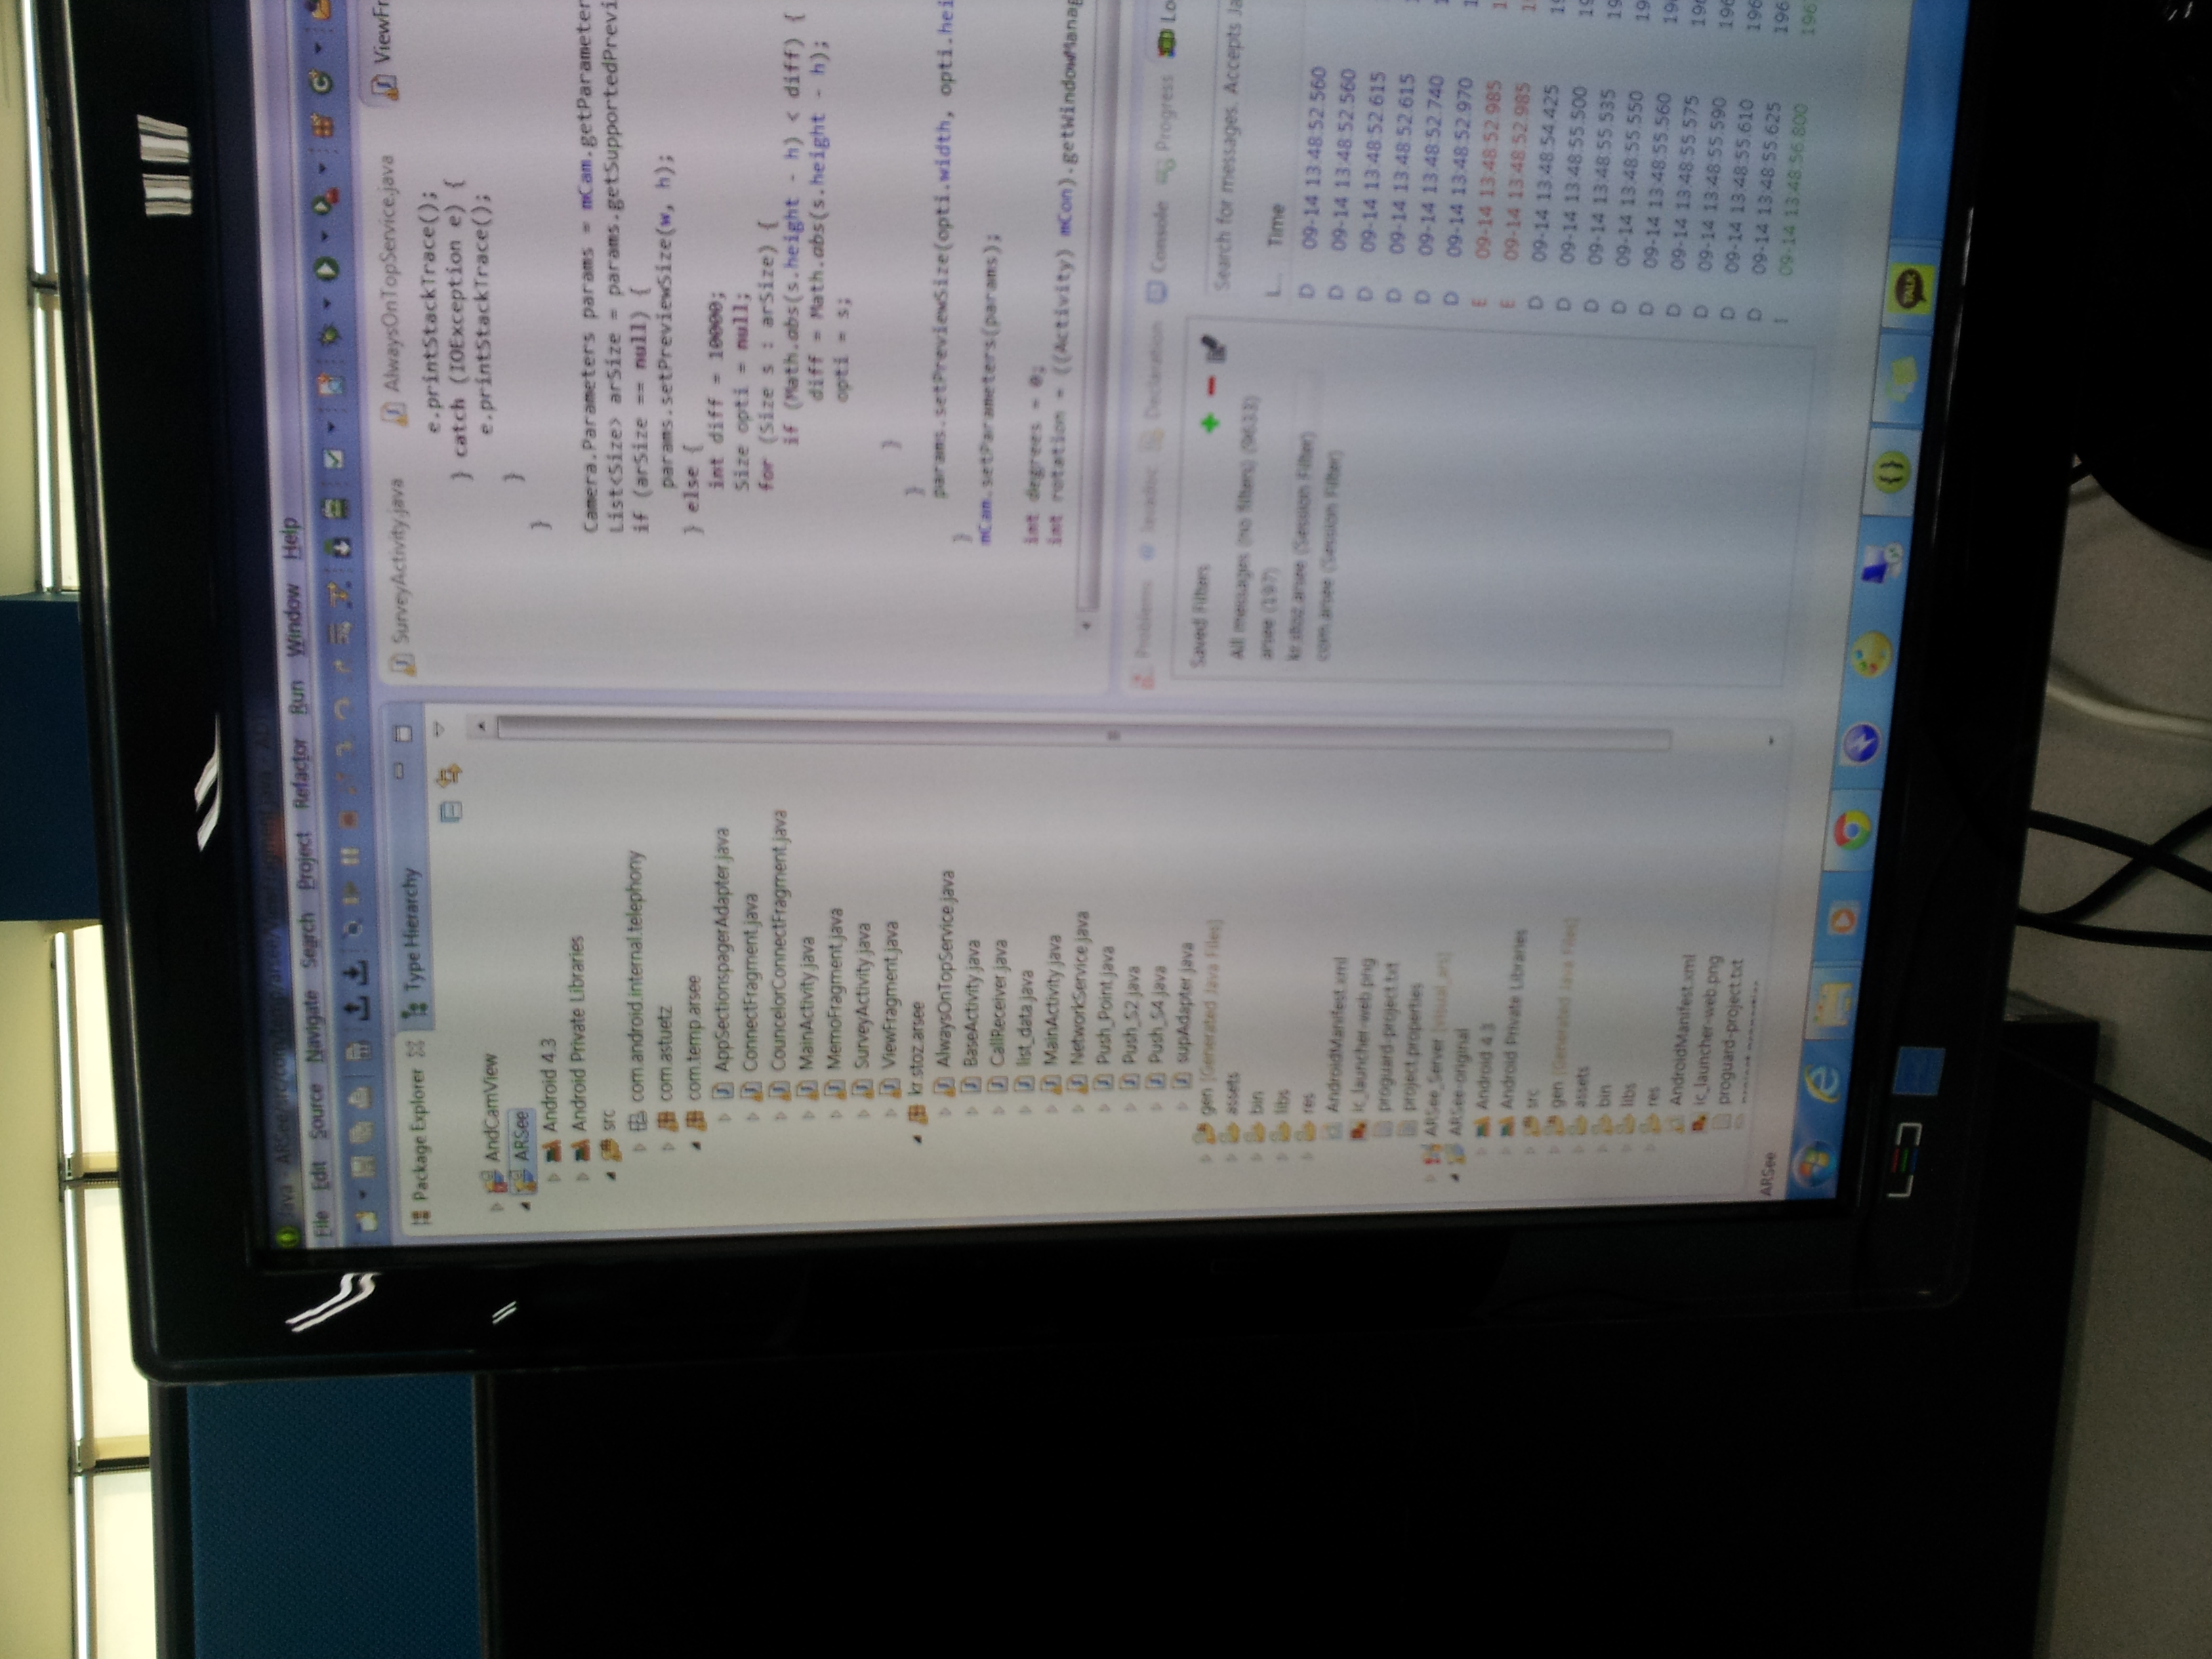 Java - ARSee/src/com/temp/arsee/
File Edit Source Navigate Search Project Refactor Run Window Help
Package Explorer Type Hierarchy
AndCamView
ARSee
Android 4.3
Android Private Libraries
src
com.android.internal.telephony
com.astuetz
com.temp.arsee
AppSectionspagerAdapter.java
ConnectFragment.java
CouncelorConnectFragment.java
MainActivity.java
MemoFragment.java
SurveyActivity.java
ViewFragment.java
kr.stoz.arsee
AlwaysOnTopService.java
BaseActivity.java
CallReceiver.java
list_data.java
MainActivity.java
NetworkService.java
Push_Point.java
Push_S2.java
Push_S4.java
supAdapter.java
gen [Generated Java Files]
assets
bin
libs
res
AndroidManifest.xml
ic_launcher-web.png
proguard-project.txt
project.properties
ARSee_Server
ARSee-original
Android 4.3
Android Private Libraries
src
gen [Generated Java Files]
assets
bin
libs
res
AndroidManifest.xml
ic_launcher-web.png
proguard-project.txt
ARSee
SurveyActivity.java AlwaysOnTopService.java ViewFr
e.printStackTrace();
} catch (IOException e) {
e.printStackTrace();
}
}
Camera.Parameters params = mCam.getParameter
List<Size> arSize = params.getSupportedPrevi
if (arSize == null) {
params.setPreviewSize(w, h);
} else {
int diff = 10000;
Size opti = null;
for (Size s : arSize) {
if (Math.abs(s.height - h) < diff) {
diff = Math.abs(s.height - h);
opti = s;
}
}
params.setPreviewSize(opti.width, opti.hei
}
mCam.setParameters(params);
int degrees = 0;
int rotation = ((Activity) mCon).getWindowManag
Problems Javadoc Declaration Console Progress Lo
Saved Filters
All messages (no filters) (9633)
arsee (197)
kr.stoz.arsee (Session Filter)
com.arsee (Session Filter)
Search for messages. Accepts Ja
L... Time
D 09-14 13:48:52.560
D 09-14 13:48:52.560
D 09-14 13:48:52.615
D 09-14 13:48:52.615
D 09-14 13:48:52.740
D 09-14 13:48:52.970
E 09-14 13:48:52.985
E 09-14 13:48:52.985
D 09-14 13:48:54.425
D 09-14 13:48:55.500
D 09-14 13:48:55.535
D 09-14 13:48:55.550
D 09-14 13:48:55.560
D 09-14 13:48:55.575
D 09-14 13:48:55.590
D 09-14 13:48:55.610
D 09-14 13:48:55.625
I 09-14 13:48:56.800
TALK